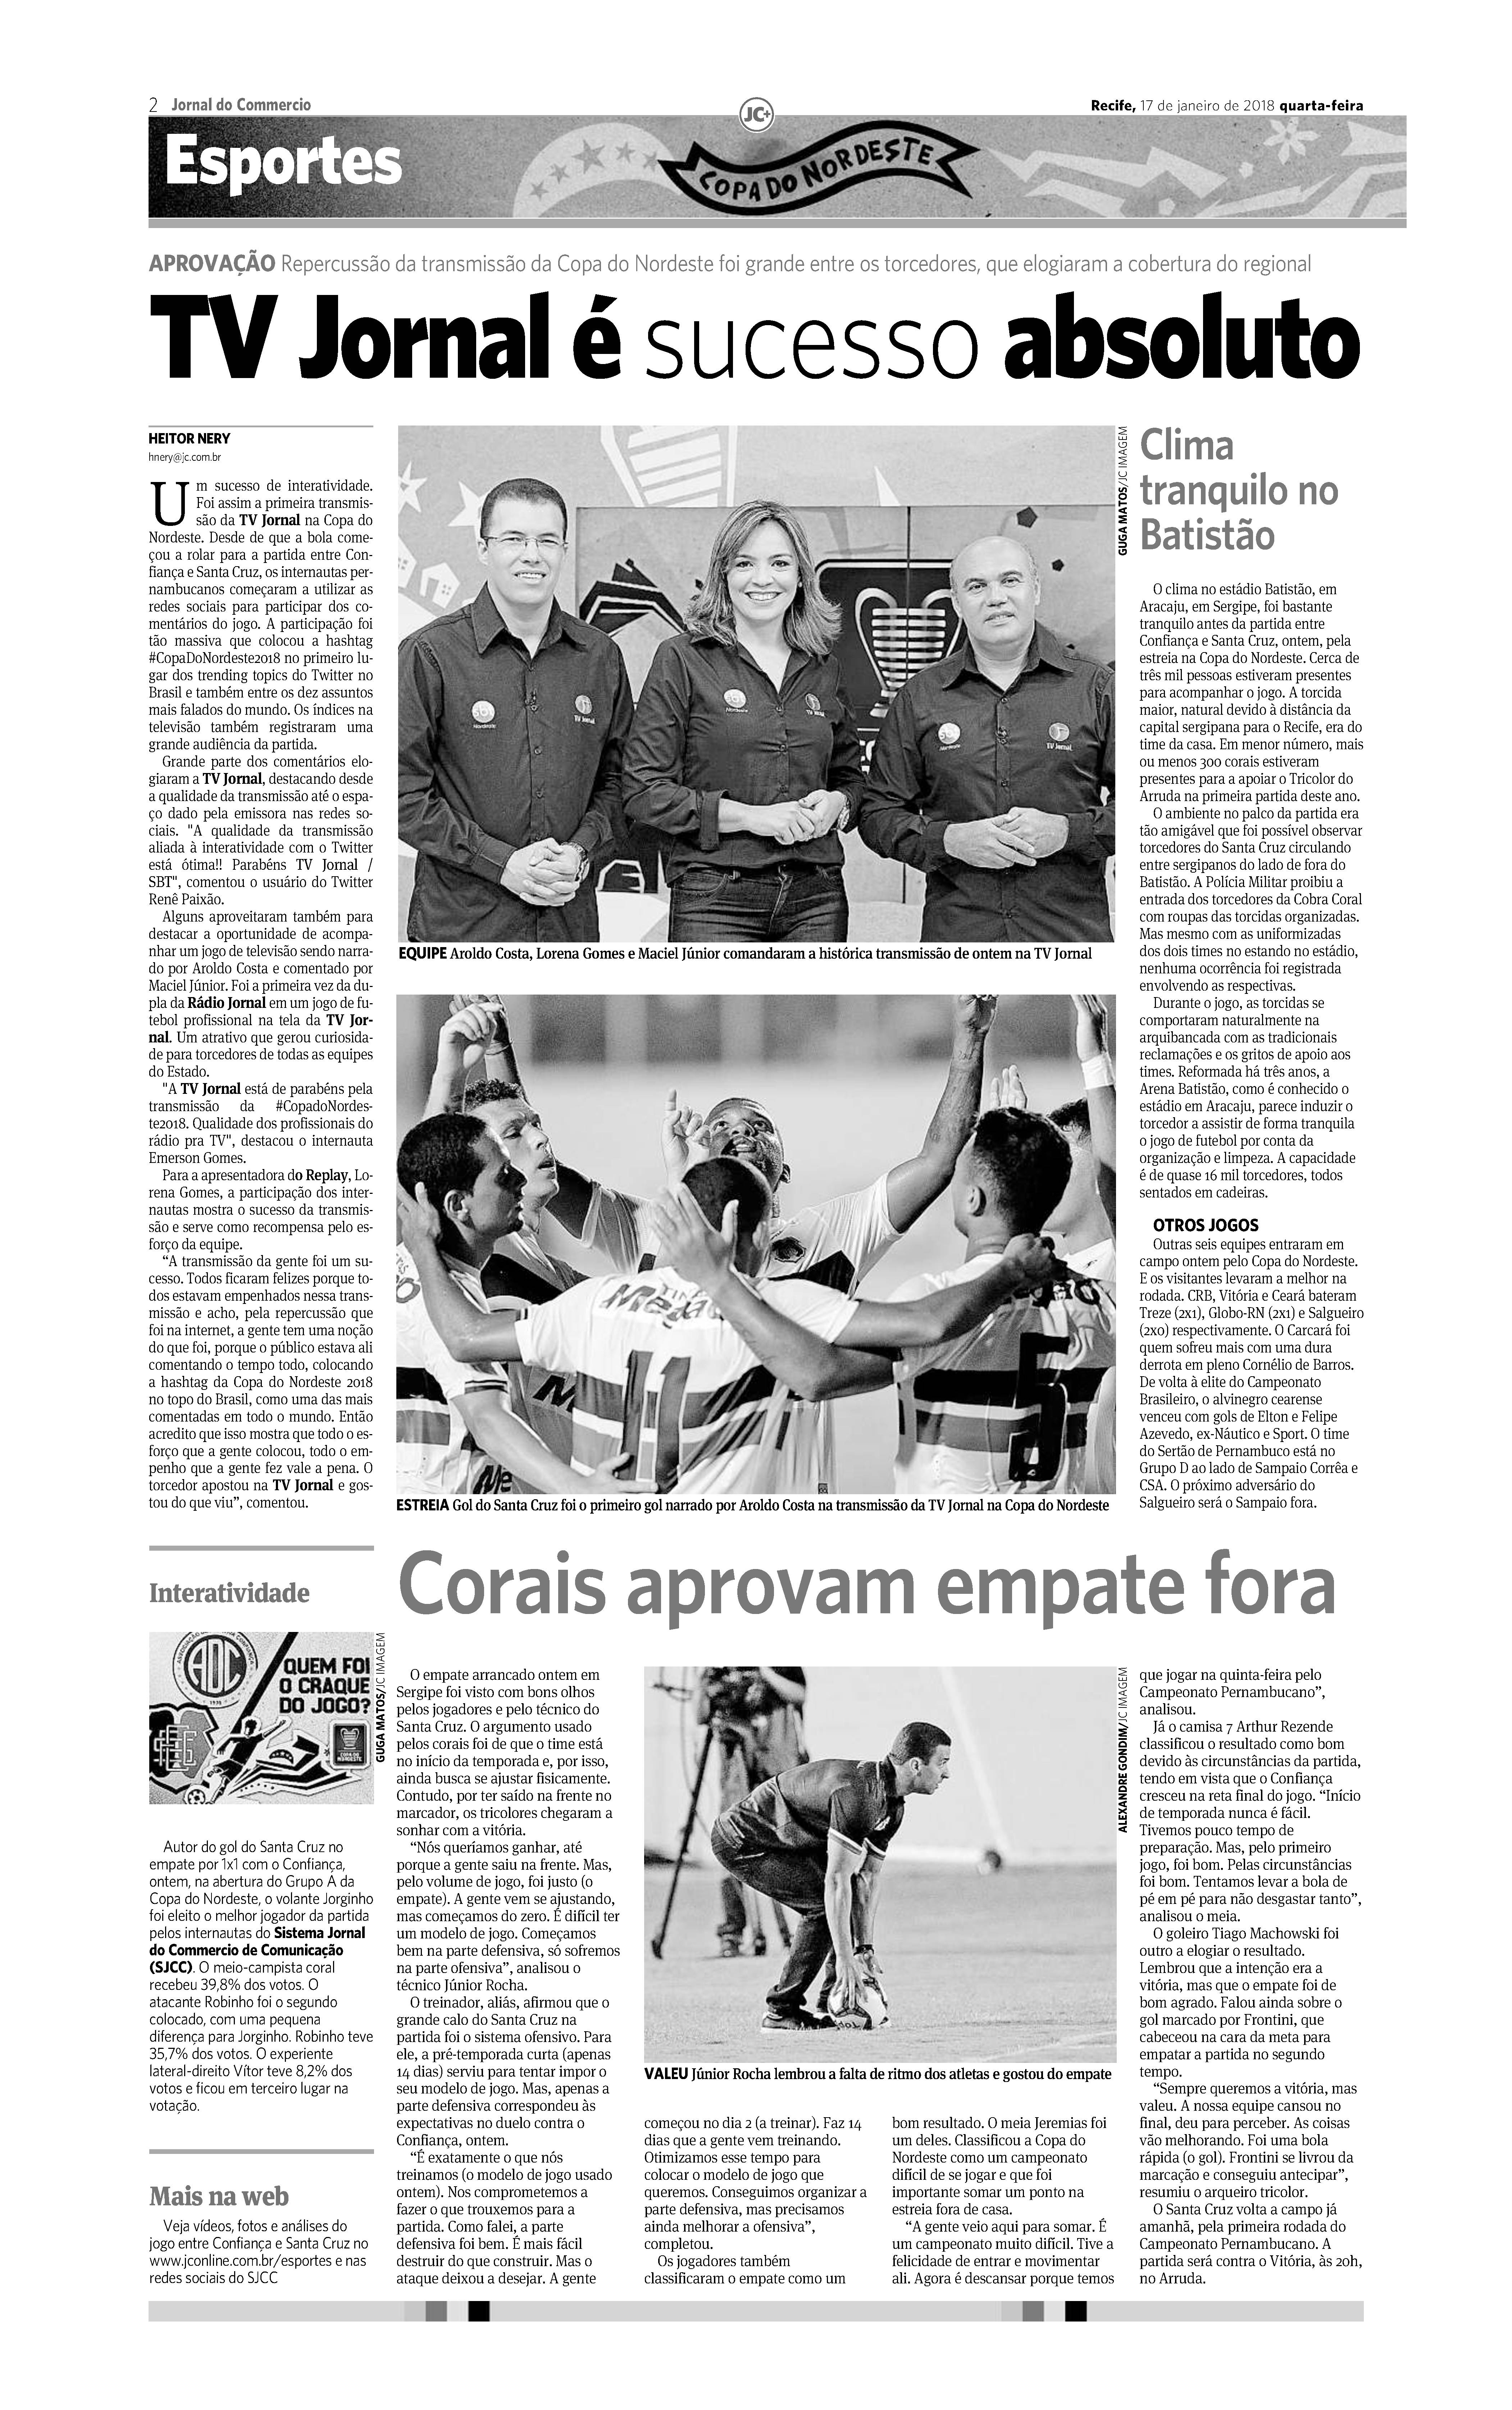 2 Jornal do Commercio
JC+
Recife, 17 de janeiro de 2018 quarta-feira
Esportes
COPA DO NORDESTE
APROVAÇÃO Repercussão da transmissão da Copa do Nordeste foi grande entre os torcedores, que elogiaram a cobertura do regional
TV Jornal é sucesso absoluto
HEITOR NERY
hnery@jc.com.br
Um sucesso de interatividade.
Foi assim a primeira transmis-
são da TV Jornal na Copa do
Nordeste. Desde de que a bola come-
çou a rolar para a partida entre Con-
fiança e Santa Cruz, os internautas per-
nambucanos começaram a utilizar as
redes sociais para participar dos co-
mentários do jogo. A participação foi
tão massiva que colocou a hashtag
#CopaDoNordeste2018 no primeiro lu-
gar dos trending topics do Twitter no
Brasil e também entre os dez assuntos
mais falados do mundo. Os índices na
televisão também registraram uma
grande audiência da partida.
Grande parte dos comentários elo-
giaram a TV Jornal, destacando desde
a qualidade da transmissão até o espa-
ço dado pela emissora nas redes so-
ciais. "A qualidade da transmissão
aliada à interatividade com o Twitter
está ótima!! Parabéns TV Jornal /
SBT", comentou o usuário do Twitter
Renê Paixão.
Alguns aproveitaram também para
destacar a oportunidade de acompa-
nhar um jogo de televisão sendo narra-
do por Aroldo Costa e comentado por
Maciel Júnior. Foi a primeira vez da du-
pla da Rádio Jornal em um jogo de fu-
tebol profissional na tela da TV Jor-
nal. Um atrativo que gerou curiosida-
de para torcedores de todas as equipes
do Estado.
"A TV Jornal está de parabéns pela
transmissão da #CopadoNordes-
te2018. Qualidade dos profissionais do
rádio pra TV", destacou o internauta
Emerson Gomes.
Para a apresentadora do Replay, Lo-
rena Gomes, a participação dos inter-
nautas mostra o sucesso da transmis-
são e serve como recompensa pelo es-
forço da equipe.
“A transmissão da gente foi um su-
cesso. Todos ficaram felizes porque to-
dos estavam empenhados nessa trans-
missão e acho, pela repercussão que
foi na internet, a gente tem uma noção
do que foi, porque o público estava ali
comentando o tempo todo, colocando
a hashtag da Copa do Nordeste 2018
no topo do Brasil, como uma das mais
comentadas em todo o mundo. Então
acredito que isso mostra que todo o es-
forço que a gente colocou, todo o em-
penho que a gente fez vale a pena. O
torcedor apostou na TV Jornal e gos-
tou do que viu”, comentou.
GUGA MATOS/JC IMAGEM
EQUIPE Aroldo Costa, Lorena Gomes e Maciel Júnior comandaram a histórica transmissão de ontem na TV Jornal
11
5
ESTREIA Gol do Santa Cruz foi o primeiro gol narrado por Aroldo Costa na transmissão da TV Jornal na Copa do Nordeste
Clima
tranquilo no
Batistão
O clima no estádio Batistão, em
Aracaju, em Sergipe, foi bastante
tranquilo antes da partida entre
Confiança e Santa Cruz, ontem, pela
estreia na Copa do Nordeste. Cerca de
três mil pessoas estiveram presentes
para acompanhar o jogo. A torcida
maior, natural devido à distância da
capital sergipana para o Recife, era do
time da casa. Em menor número, mais
ou menos 300 corais estiveram
presentes para a apoiar o Tricolor do
Arruda na primeira partida deste ano.
O ambiente no palco da partida era
tão amigável que foi possível observar
torcedores do Santa Cruz circulando
entre sergipanos do lado de fora do
Batistão. A Polícia Militar proibiu a
entrada dos torcedores da Cobra Coral
com roupas das torcidas organizadas.
Mas mesmo com as uniformizadas
dos dois times no estando no estádio,
nenhuma ocorrência foi registrada
envolvendo as respectivas.
Durante o jogo, as torcidas se
comportaram naturalmente na
arquibancada com as tradicionais
reclamações e os gritos de apoio aos
times. Reformada há três anos, a
Arena Batistão, como é conhecido o
estádio em Aracaju, parece induzir o
torcedor a assistir de forma tranquila
o jogo de futebol por conta da
organização e limpeza. A capacidade
é de quase 16 mil torcedores, todos
sentados em cadeiras.
OTROS JOGOS
Outras seis equipes entraram em
campo ontem pelo Copa do Nordeste.
E os visitantes levaram a melhor na
rodada. CRB, Vitória e Ceará bateram
Treze (2x1), Globo-RN (2x1) e Salgueiro
(2x0) respectivamente. O Carcará foi
quem sofreu mais com uma dura
derrota em pleno Cornélio de Barros.
De volta à elite do Campeonato
Brasileiro, o alvinegro cearense
venceu com gols de Elton e Felipe
Azevedo, ex-Náutico e Sport. O time
do Sertão de Pernambuco está no
Grupo D ao lado de Sampaio Corrêa e
CSA. O próximo adversário do
Salgueiro será o Sampaio fora.
Interatividade
QUEM FOI
O CRAQUE
DO JOGO?
GUGA MATOS/JC IMAGEM
Autor do gol do Santa Cruz no
empate por 1x1 com o Confiança,
ontem, na abertura do Grupo A da
Copa do Nordeste, o volante Jorginho
foi eleito o melhor jogador da partida
pelos internautas do Sistema Jornal
do Commercio de Comunicação
(SJCC). O meio-campista coral
recebeu 39,8% dos votos. O
atacante Robinho foi o segundo
colocado, com uma pequena
diferença para Jorginho. Robinho teve
35,7% dos votos. O experiente
lateral-direito Vítor teve 8,2% dos
votos e ficou em terceiro lugar na
votação.
Mais na web
Veja vídeos, fotos e análises do
jogo entre Confiança e Santa Cruz no
www.jconline.com.br/esportes e nas
redes sociais do SJCC
Corais aprovam empate fora
O empate arrancado ontem em
Sergipe foi visto com bons olhos
pelos jogadores e pelo técnico do
Santa Cruz. O argumento usado
pelos corais foi de que o time está
no início da temporada e, por isso,
ainda busca se ajustar fisicamente.
Contudo, por ter saído na frente no
marcador, os tricolores chegaram a
sonhar com a vitória.
“Nós queríamos ganhar, até
porque a gente saiu na frente. Mas,
pelo volume de jogo, foi justo (o
empate). A gente vem se ajustando,
mas começamos do zero. É difícil ter
um modelo de jogo. Começamos
bem na parte defensiva, só sofremos
na parte ofensiva”, analisou o
técnico Júnior Rocha.
O treinador, aliás, afirmou que o
grande calo do Santa Cruz na
partida foi o sistema ofensivo. Para
ele, a pré-temporada curta (apenas
14 dias) serviu para tentar impor o
seu modelo de jogo. Mas, apenas a
parte defensiva correspondeu às
expectativas no duelo contra o
Confiança, ontem.
“É exatamente o que nós
treinamos (o modelo de jogo usado
ontem). Nos comprometemos a
fazer o que trouxemos para a
partida. Como falei, a parte
defensiva foi bem. É mais fácil
destruir do que construir. Mas o
ataque deixou a desejar. A gente
ALEXANDRE GONDIM/JC IMAGEM
VALEU Júnior Rocha lembrou a falta de ritmo dos atletas e gostou do empate
começou no dia 2 (a treinar). Faz 14
dias que a gente vem treinando.
Otimizamos esse tempo para
colocar o modelo de jogo que
queremos. Conseguimos organizar a
parte defensiva, mas precisamos
ainda melhorar a ofensiva”,
completou.
Os jogadores também
classificaram o empate como um
bom resultado. O meia Jeremias foi
um deles. Classificou a Copa do
Nordeste como um campeonato
difícil de se jogar e que foi
importante somar um ponto na
estreia fora de casa.
“A gente veio aqui para somar. É
um campeonato muito difícil. Tive a
felicidade de entrar e movimentar
ali. Agora é descansar porque temos
que jogar na quinta-feira pelo
Campeonato Pernambucano”,
analisou.
Já o camisa 7 Arthur Rezende
classificou o resultado como bom
devido às circunstâncias da partida,
tendo em vista que o Confiança
cresceu na reta final do jogo. “Início
de temporada nunca é fácil.
Tivemos pouco tempo de
preparação. Mas, pelo primeiro
jogo, foi bom. Pelas circunstâncias
foi bom. Tentamos levar a bola de
pé em pé para não desgastar tanto”,
analisou o meia.
O goleiro Tiago Machowski foi
outro a elogiar o resultado.
Lembrou que a intenção era a
vitória, mas que o empate foi de
bom agrado. Falou ainda sobre o
gol marcado por Frontini, que
cabeceou na cara da meta para
empatar a partida no segundo
tempo.
“Sempre queremos a vitória, mas
valeu. A nossa equipe cansou no
final, deu para perceber. As coisas
vão melhorando. Foi uma bola
rápida (o gol). Frontini se livrou da
marcação e conseguiu antecipar”,
resumiu o arqueiro tricolor.
O Santa Cruz volta a campo já
amanhã, pela primeira rodada do
Campeonato Pernambucano. A
partida será contra o Vitória, às 20h,
no Arruda.